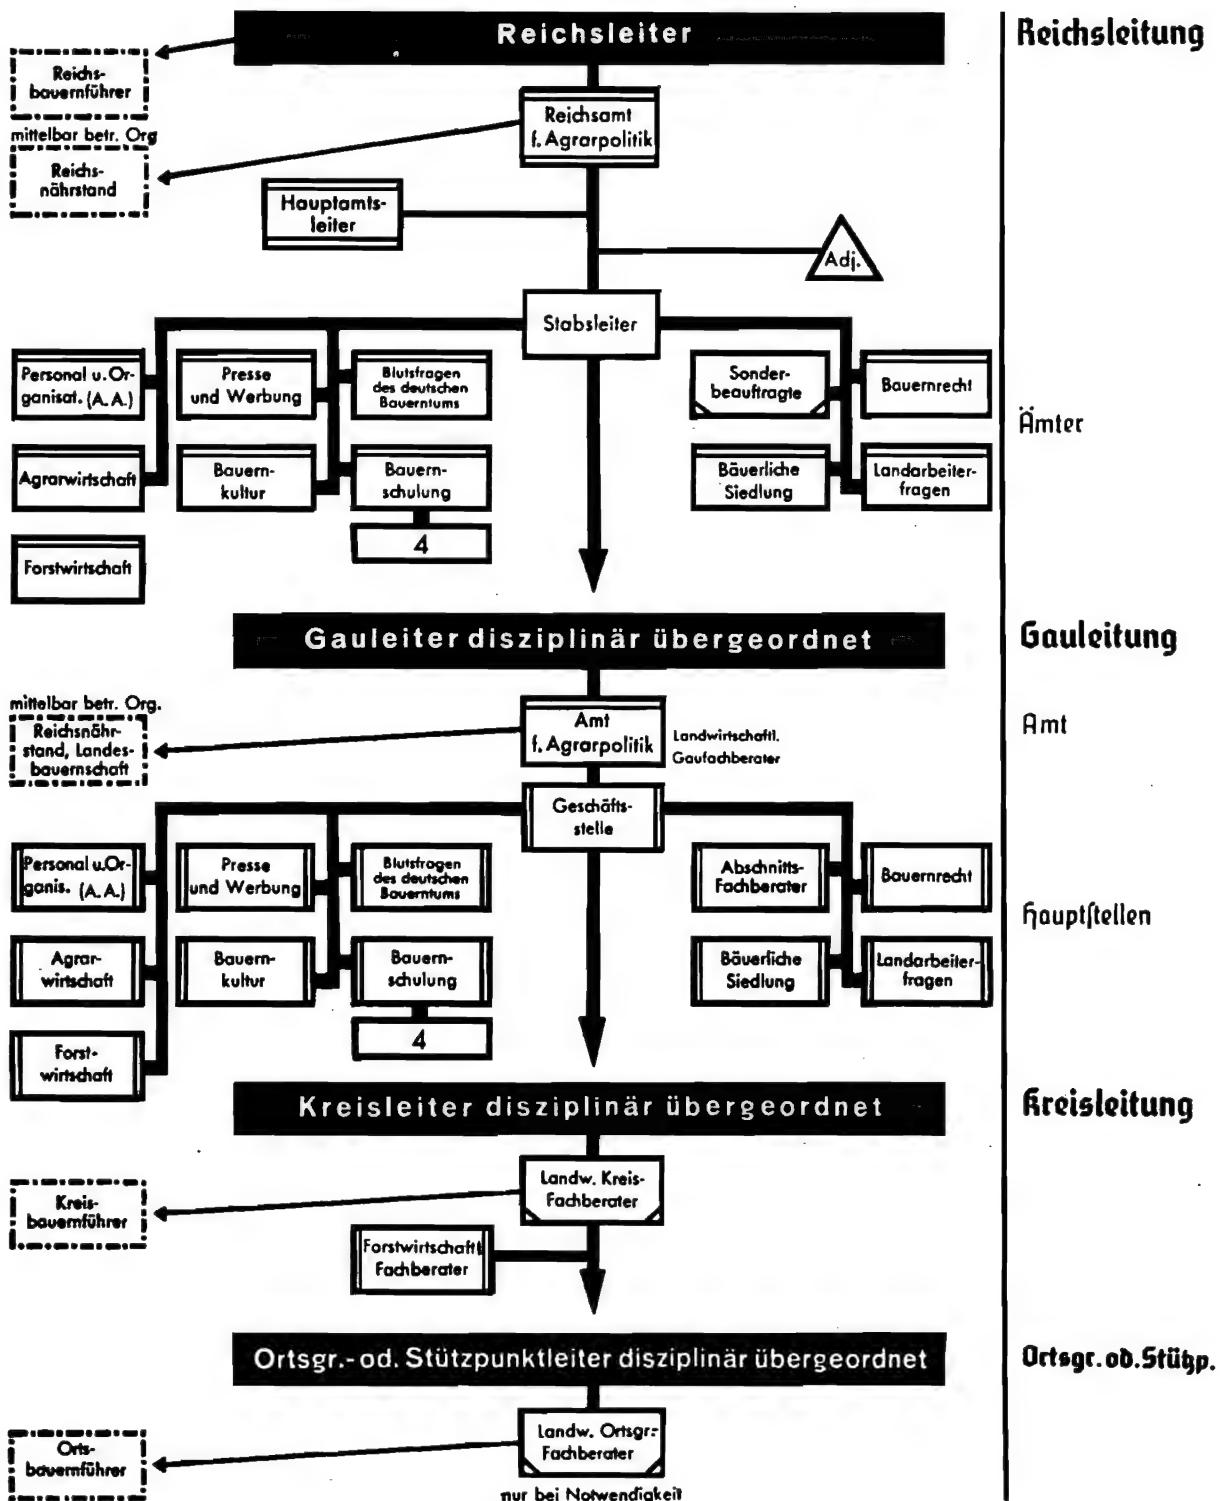 Reichsleiter
Reichsleitung
Reichs-
bauernführer
mittelbar betr. Org
Reichs-
nährstand
Reichsamt
f. Agrarpolitik
Hauptamts-
leiter
Adj.
Stabsleiter
Personal u. Or-
ganisat. (A. A.)
Presse
und Werbung
Blutsfragen
des deutschen
Bauerntums
Sonder-
beauftragte
Bauernrecht
Ämter
Agrarwirtschaft
Bauern-
kultur
Bauern-
schulung
4
Bäuerliche
Siedlung
Landarbeiter-
fragen
Forstwirtschaft
Gauleiter disziplinär übergeordnet
Gauleitung
mittelbar betr. Org.
Reichsnähr-
stand, Landes-
bauernschaft
Amt
f. Agrarpolitik
Landwirtschaftl.
Gaufachberater
Amt
Geschäfts-
stelle
Personal u. Or-
ganis. (A. A.)
Presse
und Werbung
Blutsfragen
des deutschen
Bauerntums
Abschnitts-
Fachberater
Bauernrecht
Hauptſtellen
Agrar-
wirtschaft
Bauern-
kultur
Bauern-
schulung
4
Bäuerliche
Siedlung
Landarbeiter-
fragen
Forst-
wirtschaft
Kreisleiter disziplinär übergeordnet
Kreisleitung
Landw. Kreis-
Fachberater
Kreis-
bauernführer
Forstwirtschaftl
Fachberater
Ortsgr.- od. Stützpunktleiter disziplinär übergeordnet
Ortsgr. od. Stützp.
Landw. Ortsgr.-
Fachberater
Orts-
bauernführer
nur bei Notwendigkeit